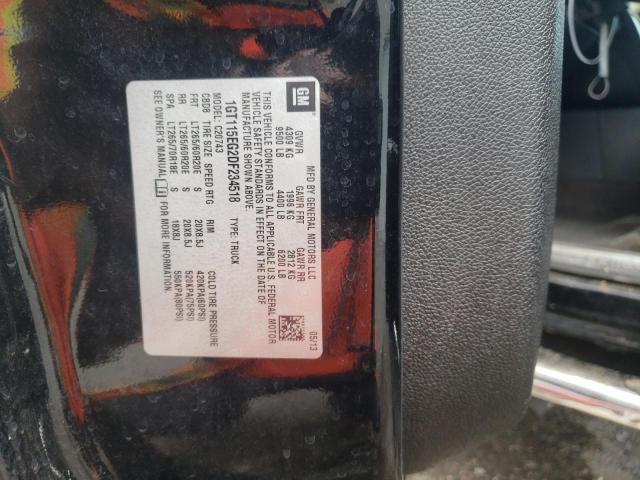 GM
MFD BY GENERAL MOTORS LLC
05/13
GVWR GAWR FRT GAWR RR
4309 KG 1996 KG 2812 KG
9500 LB 4400 LB 6200 LB
THIS VEHICLE CONFORMS TO ALL APPLICABLE U.S. FEDERAL MOTOR
VEHICLE SAFETY STANDARDS IN EFFECT ON THE DATE OF
MANUFACTURE SHOWN ABOVE.
1GT115EG2DF234518 TYPE: TRUCK
MODEL: C20743
C8D8 TIRE SIZE SPEED RTG RIM COLD TIRE PRESSURE
FRT LT265/60R20E S 20X8.5J 420KPA(60PSI)
RR LT265/60R20E S 20X8.5J 520KPA(75PSI)
SPA LT265/70R18E S 18X8J 550KPA(80PSI)
SEE OWNER'S MANUAL FOR MORE INFORMATION.